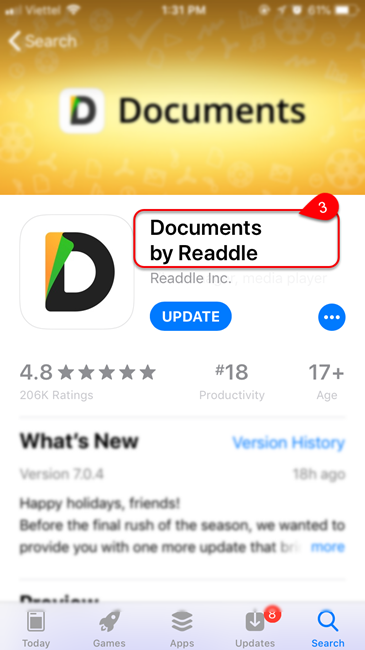 Viettel 1:31 PM 61%
Search
Documents
3
Documents
by Readdle
Readdle Inc., media player
UPDATE
4.8 #18 17+
206K Ratings Productivity Age
What's New Version History
Version 7.0.4 18h ago
Happy holidays, friends!
Before the final rush of the season, we wanted to
provide you with one more update that more
Preview
8
Today Games Apps Updates Search